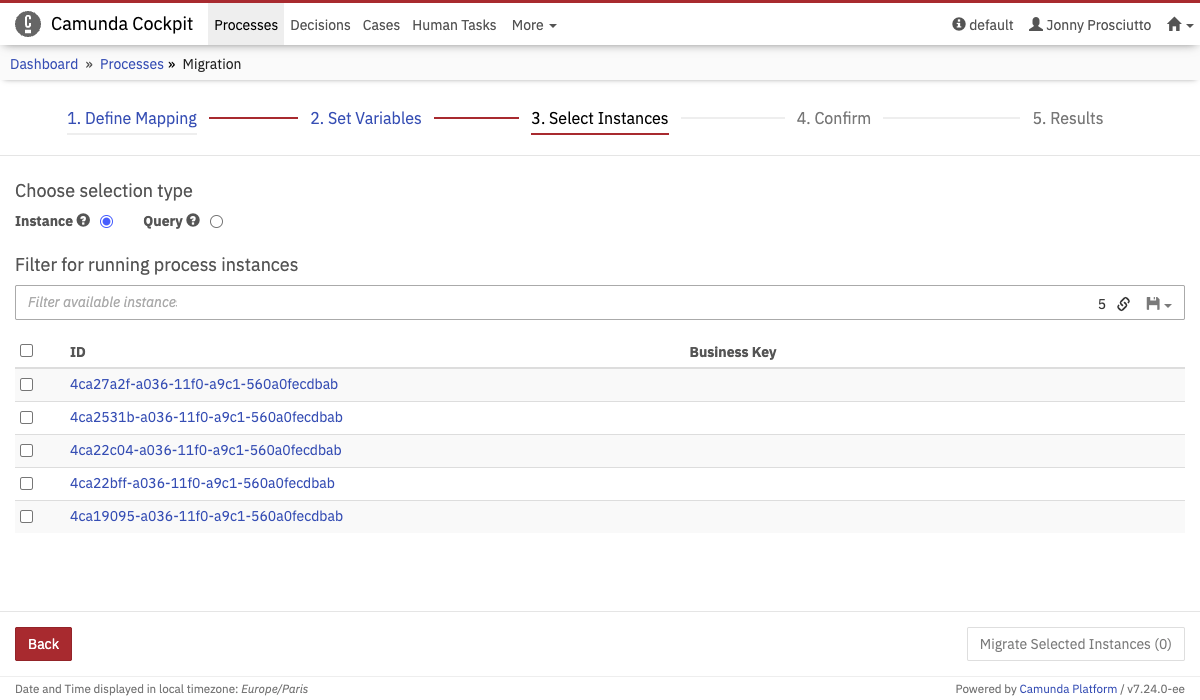 Camunda Cockpit Processes Decisions Cases Human Tasks More default Jonny Prosciutto
Dashboard » Processes » Migration
1. Define Mapping 2. Set Variables 3. Select Instances 4. Confirm 5. Results
Choose selection type
Instance Query
Filter for running process instances
Filter available instance. 5
ID Business Key
4ca27a2f-a036-11f0-a9c1-560a0fecdbab
4ca2531b-a036-11f0-a9c1-560a0fecdbab
4ca22c04-a036-11f0-a9c1-560a0fecdbab
4ca22bff-a036-11f0-a9c1-560a0fecdbab
4ca19095-a036-11f0-a9c1-560a0fecdbab
Back Migrate Selected Instances (0)
Date and Time displayed in local timezone: Europe/Paris Powered by Camunda Platform / v7.24.0-ee